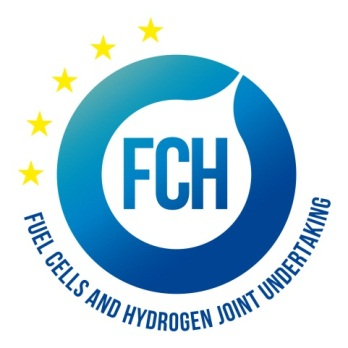 FCH
FUEL CELLS AND HYDROGEN JOINT UNDERTAKING